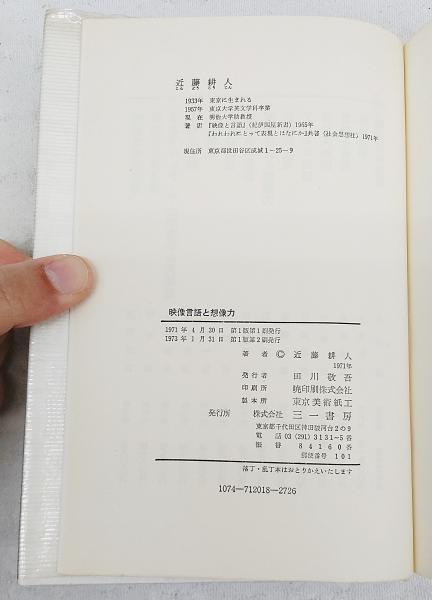 近藤耕人
こんどうこうじん
1933年 東京に生まれる
1957年 東京大学英文学科卒業
現在 明治大学助教授
著訳 『映像と言語』(紀伊国屋新書) 1965年
『われわれにとって表現とはなにか』共著(社会思想社) 1971年
現住所 東京都世田谷区成城1-25-9
映像言語と想像力
1971年4月30日 第1版第1刷発行
1973年1月31日 第1版第2刷発行
著者 © 近藤耕人
1971年
発行者 田川敬吾
印刷所 暁印刷株式会社
製本所 東京美術紙工
発行所 株式会社 三一書房
東京都千代田区神田駿河台2の9
電話 03 (291) 3131~5番
振替 84160番
郵便番号 101
落丁・乱丁本はおとりかえいたします
1074-712018-2726